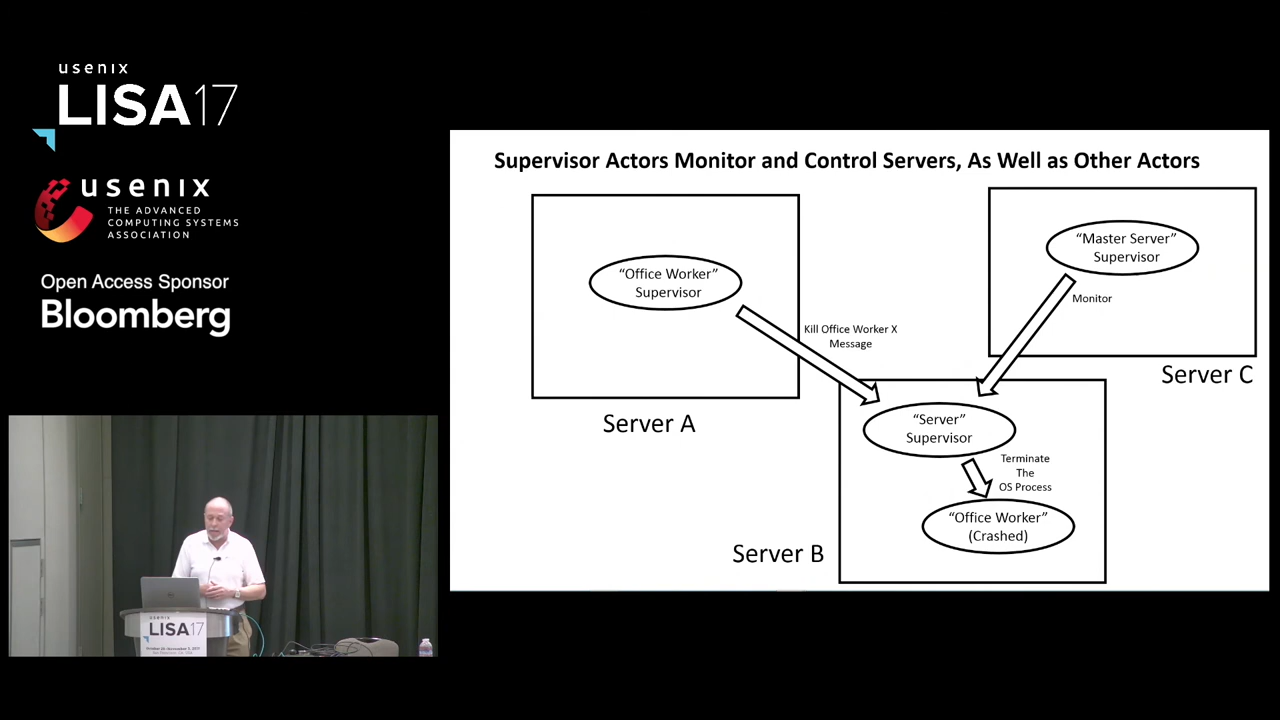 usenix
LISA17
usenix
THE ADVANCED
COMPUTING SYSTEMS
ASSOCIATION
Open Access Sponsor
Bloomberg
Supervisor Actors Monitor and Control Servers, As Well as Other Actors
“Office Worker”
Supervisor
Server A
Kill Office Worker X
Message
“Master Server”
Supervisor
Monitor
Server C
“Server”
Supervisor
Terminate
The
OS Process
“Office Worker”
(Crashed)
Server B
usenix
LISA17